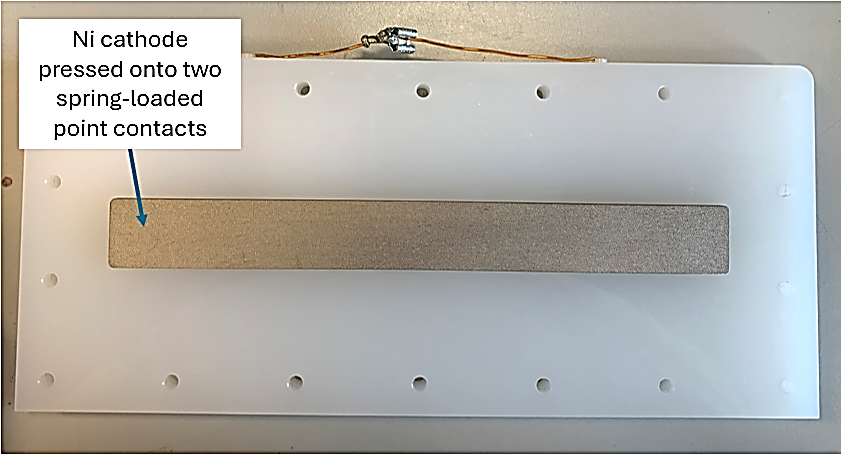 Ni cathode
pressed onto two
spring-loaded
point contacts